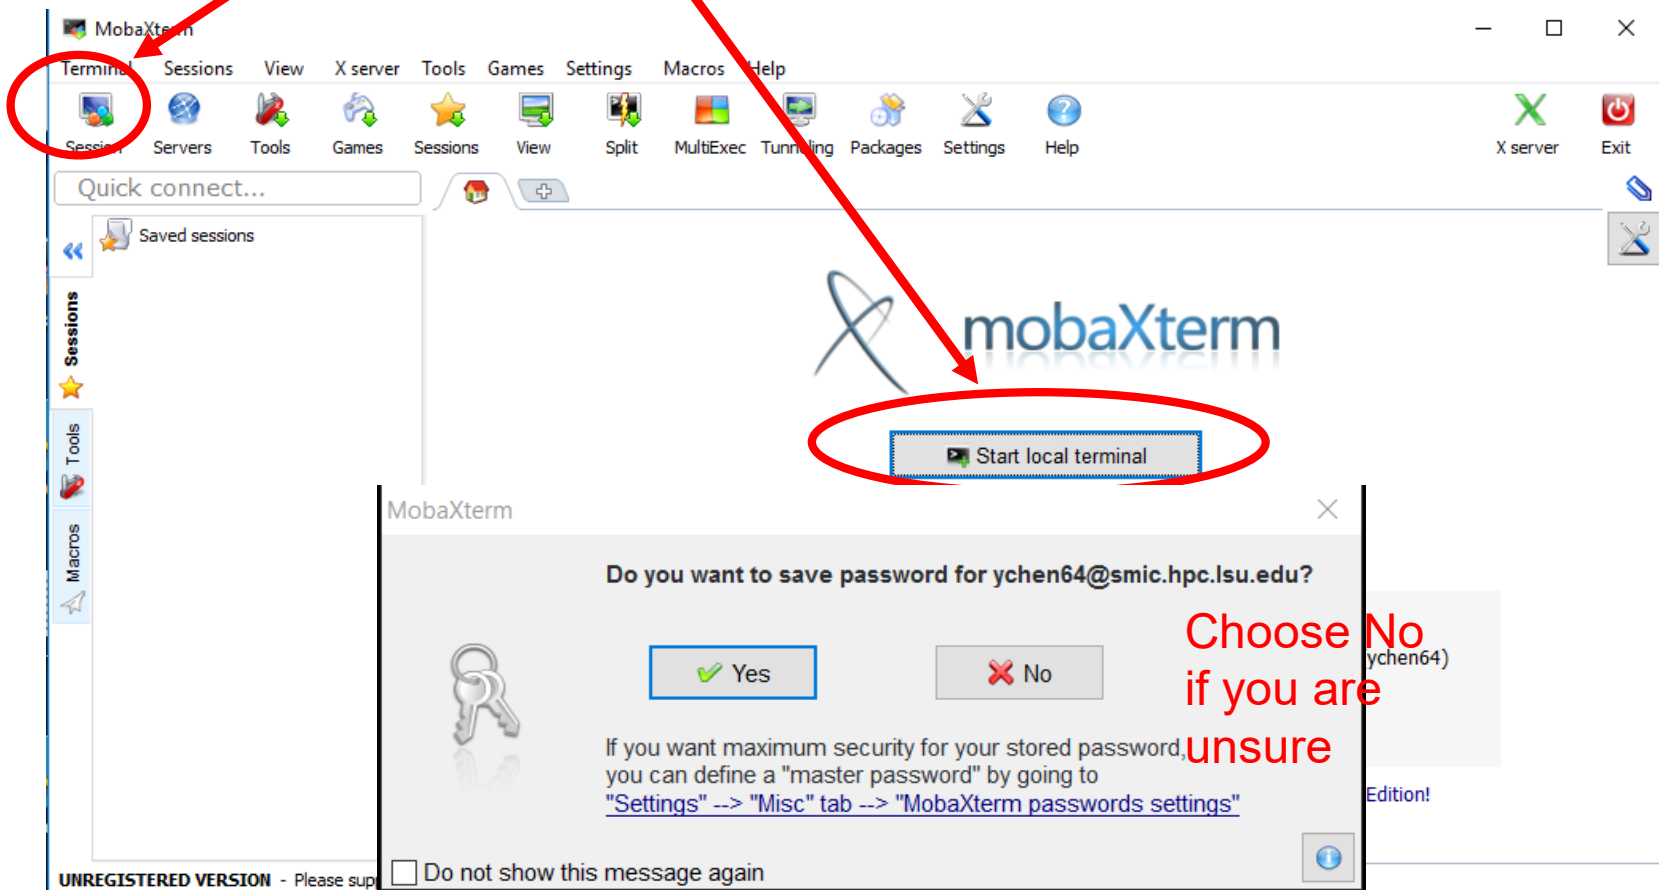 MobaXterm
Terminal Sessions View X server Tools Games Settings Macros Help
Session Servers Tools Games Sessions View Split MultiExec Tunneling Packages Settings Help X server Exit
Quick connect...
Saved sessions
Sessions
Tools
Macros
mobaXterm
Start local terminal
MobaXterm
Do you want to save password for ychen64@smic.hpc.lsu.edu?
Yes
No
Choose No
if you are
unsure
ychen64)
If you want maximum security for your stored password,
you can define a "master password" by going to
"Settings" --> "Misc" tab --> "MobaXterm passwords settings"
Edition!
Do not show this message again
UNREGISTERED VERSION - Please sup